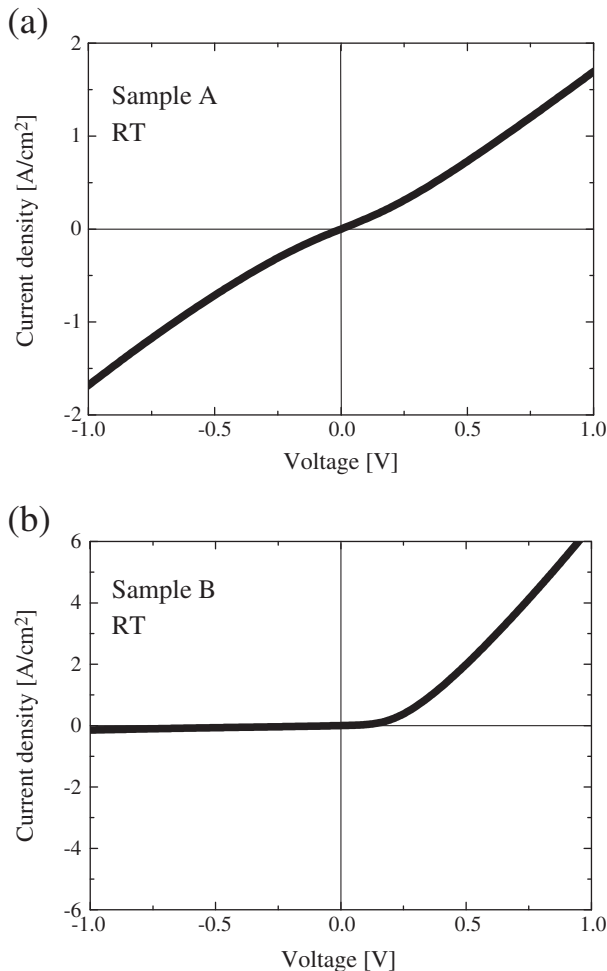 (a)
2
1
0
-1
-2
Current density [A/cm²]
Sample A
RT
-1.0 -0.5 0.0 0.5 1.0
Voltage [V]
(b)
6
4
2
0
-2
-4
-6
Current density [A/cm²]
Sample B
RT
-1.0 -0.5 0.0 0.5 1.0
Voltage [V]